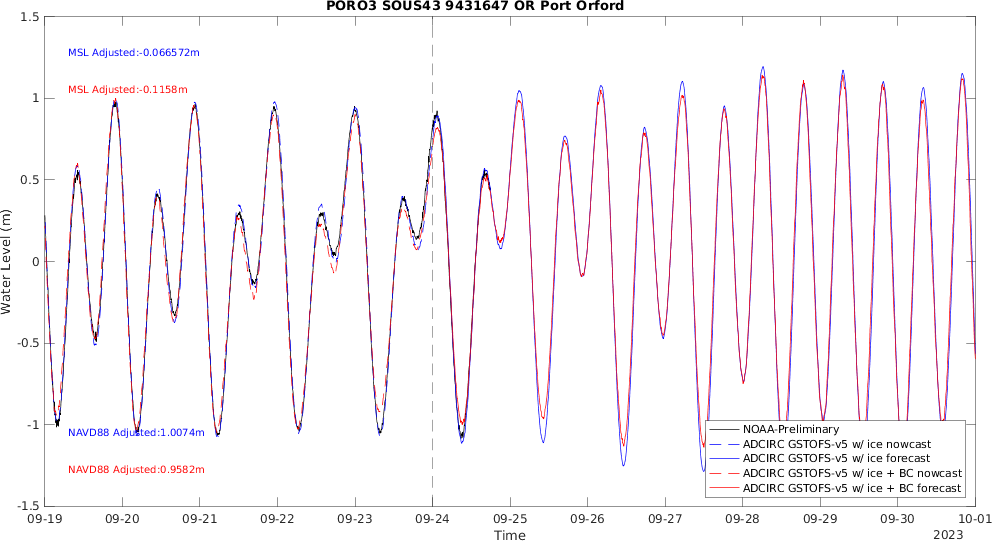 PORO3 SOUS43 9431647 OR Port Orford
1.5
MSL Adjusted:-0.066572m
1
MSL Adjusted:-0.1158m
0.5
Water Level (m)
0
-0.5
-1
NAVD88 Adjusted:1.0074m
NAVD88 Adjusted:0.9582m
-1.5
NOAA-Preliminary
ADCIRC GSTOFS-v5 w/ ice nowcast
ADCIRC GSTOFS-v5 w/ ice forecast
ADCIRC GSTOFS-v5 w/ ice + BC nowcast
ADCIRC GSTOFS-v5 w/ ice + BC forecast
09-19 09-20 09-21 09-22 09-23 09-24 09-25 09-26 09-27 09-28 09-29 09-30 10-01
Time
2023